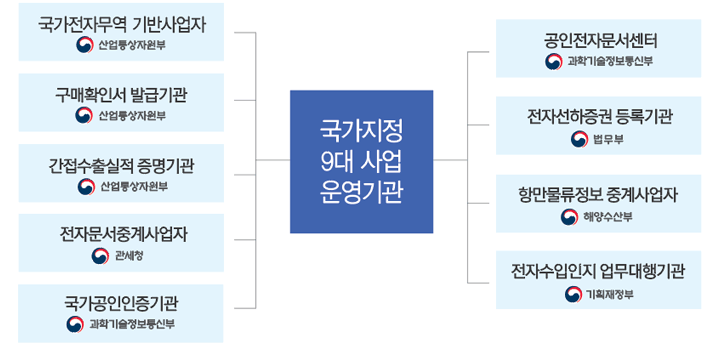 국가전자무역 기반사업자
산업통상자원부
구매확인서 발급기관
산업통상자원부
간접수출실적 증명기관
산업통상자원부
전자문서중계사업자
관세청
국가공인인증기관
과학기술정보통신부
국가지정
9대 사업
운영기관
공인전자문서센터
과학기술정보통신부
전자선하증권 등록기관
법무부
항만물류정보 중계사업자
해양수산부
전자수입인지 업무대행기관
기획재정부